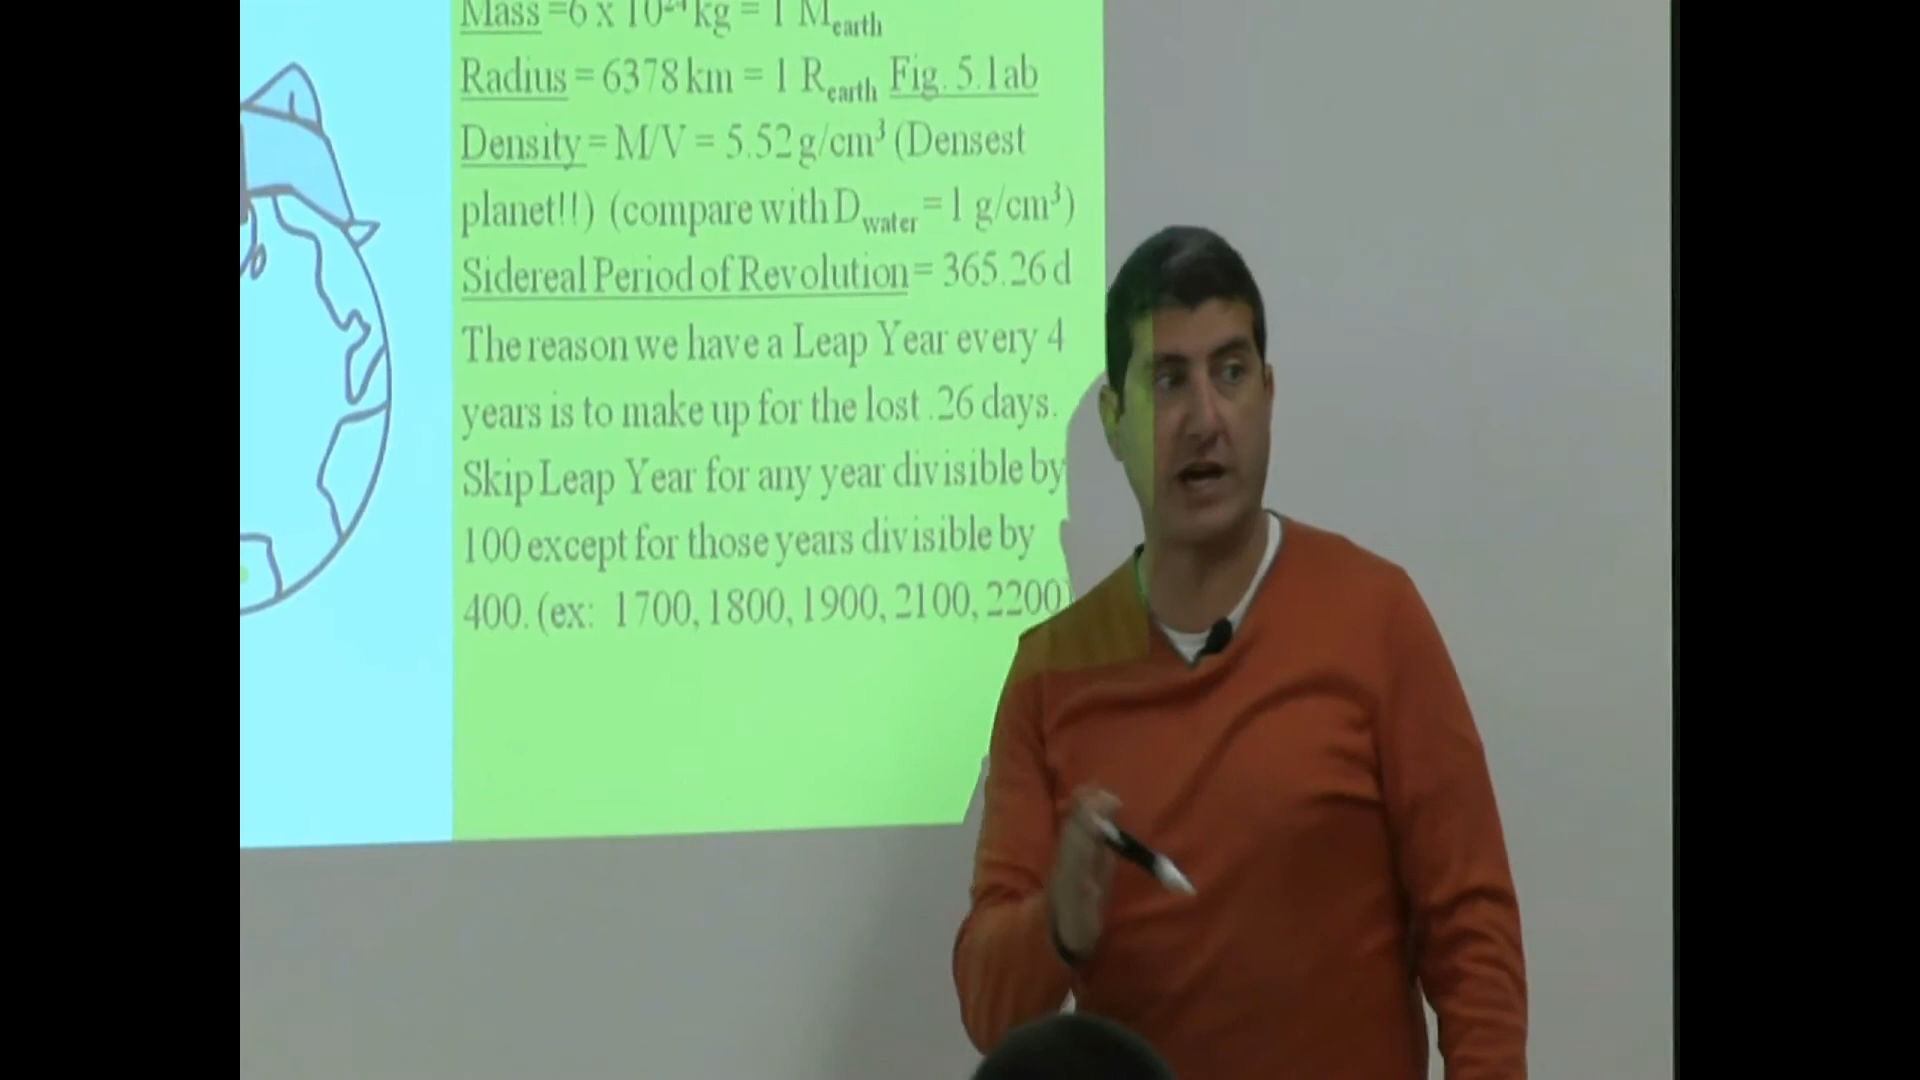 Mass =6 x 10²⁴ kg = 1 Mearth
Radius = 6378 km = 1 Rearth Fig. 5.1ab
Density = M/V = 5.52 g/cm³ (Densest
planet!!) (compare with Dwater = 1 g/cm³)
Sidereal Period of Revolution = 365.26 d
The reason we have a Leap Year every 4
years is to make up for the lost .26 days.
Skip Leap Year for any year divisible by
100 except for those years divisible by
400. (ex: 1700, 1800, 1900, 2100, 2200)